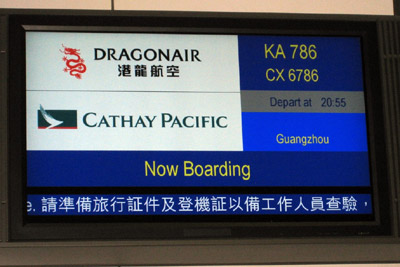 DRAGONAIR
港龍航空
KA 786
CX 6786
Depart at 20:55
CATHAY PACIFIC
Guangzhou
Now Boarding
e. 請準備旅行証件及登機証以備工作人員查驗，